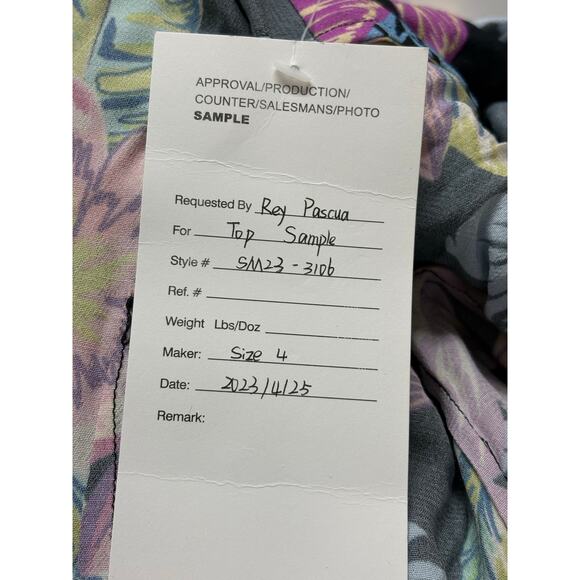 APPROVAL/PRODUCTION/
COUNTER/SALESMANS/PHOTO
SAMPLE
Requested By Rey Pascua
For Top Sample
Style # SM23-3106
Ref. #
Weight Lbs/Doz
Maker: Size 4
Date: 2023/4/25
Remark: